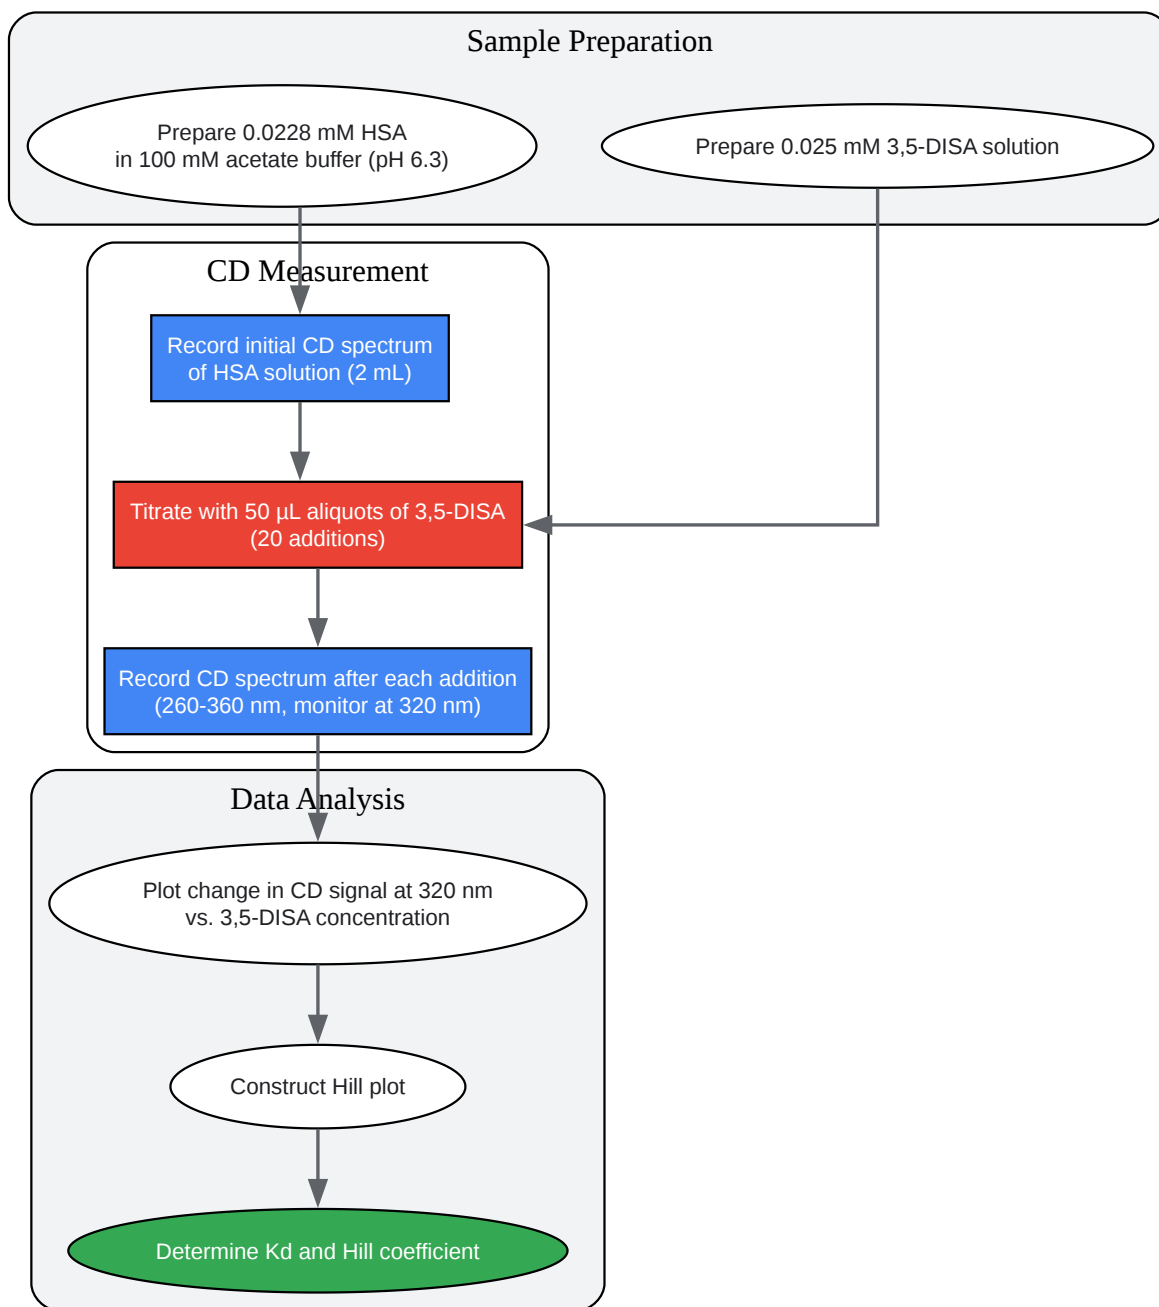 Sample Preparation
Prepare 0.0228 mM HSA
in 100 mM acetate buffer (pH 6.3)
Prepare 0.025 mM 3,5-DISA solution
CD Measurement
Record initial CD spectrum
of HSA solution (2 mL)
Titrate with 50 µL aliquots of 3,5-DISA
(20 additions)
Record CD spectrum after each addition
(260-360 nm, monitor at 320 nm)
Data Analysis
Plot change in CD signal at 320 nm
vs. 3,5-DISA concentration
Construct Hill plot
Determine Kd and Hill coefficient